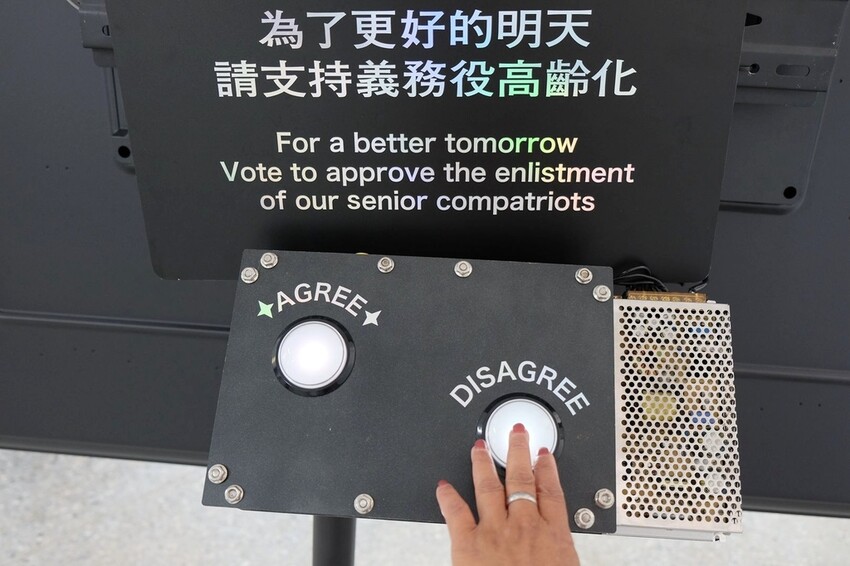 為了更好的明天
請支持義務役高齡化
For a better tomorrow
Vote to approve the enlistment
of our senior compatriots
AGREE
DISAGREE